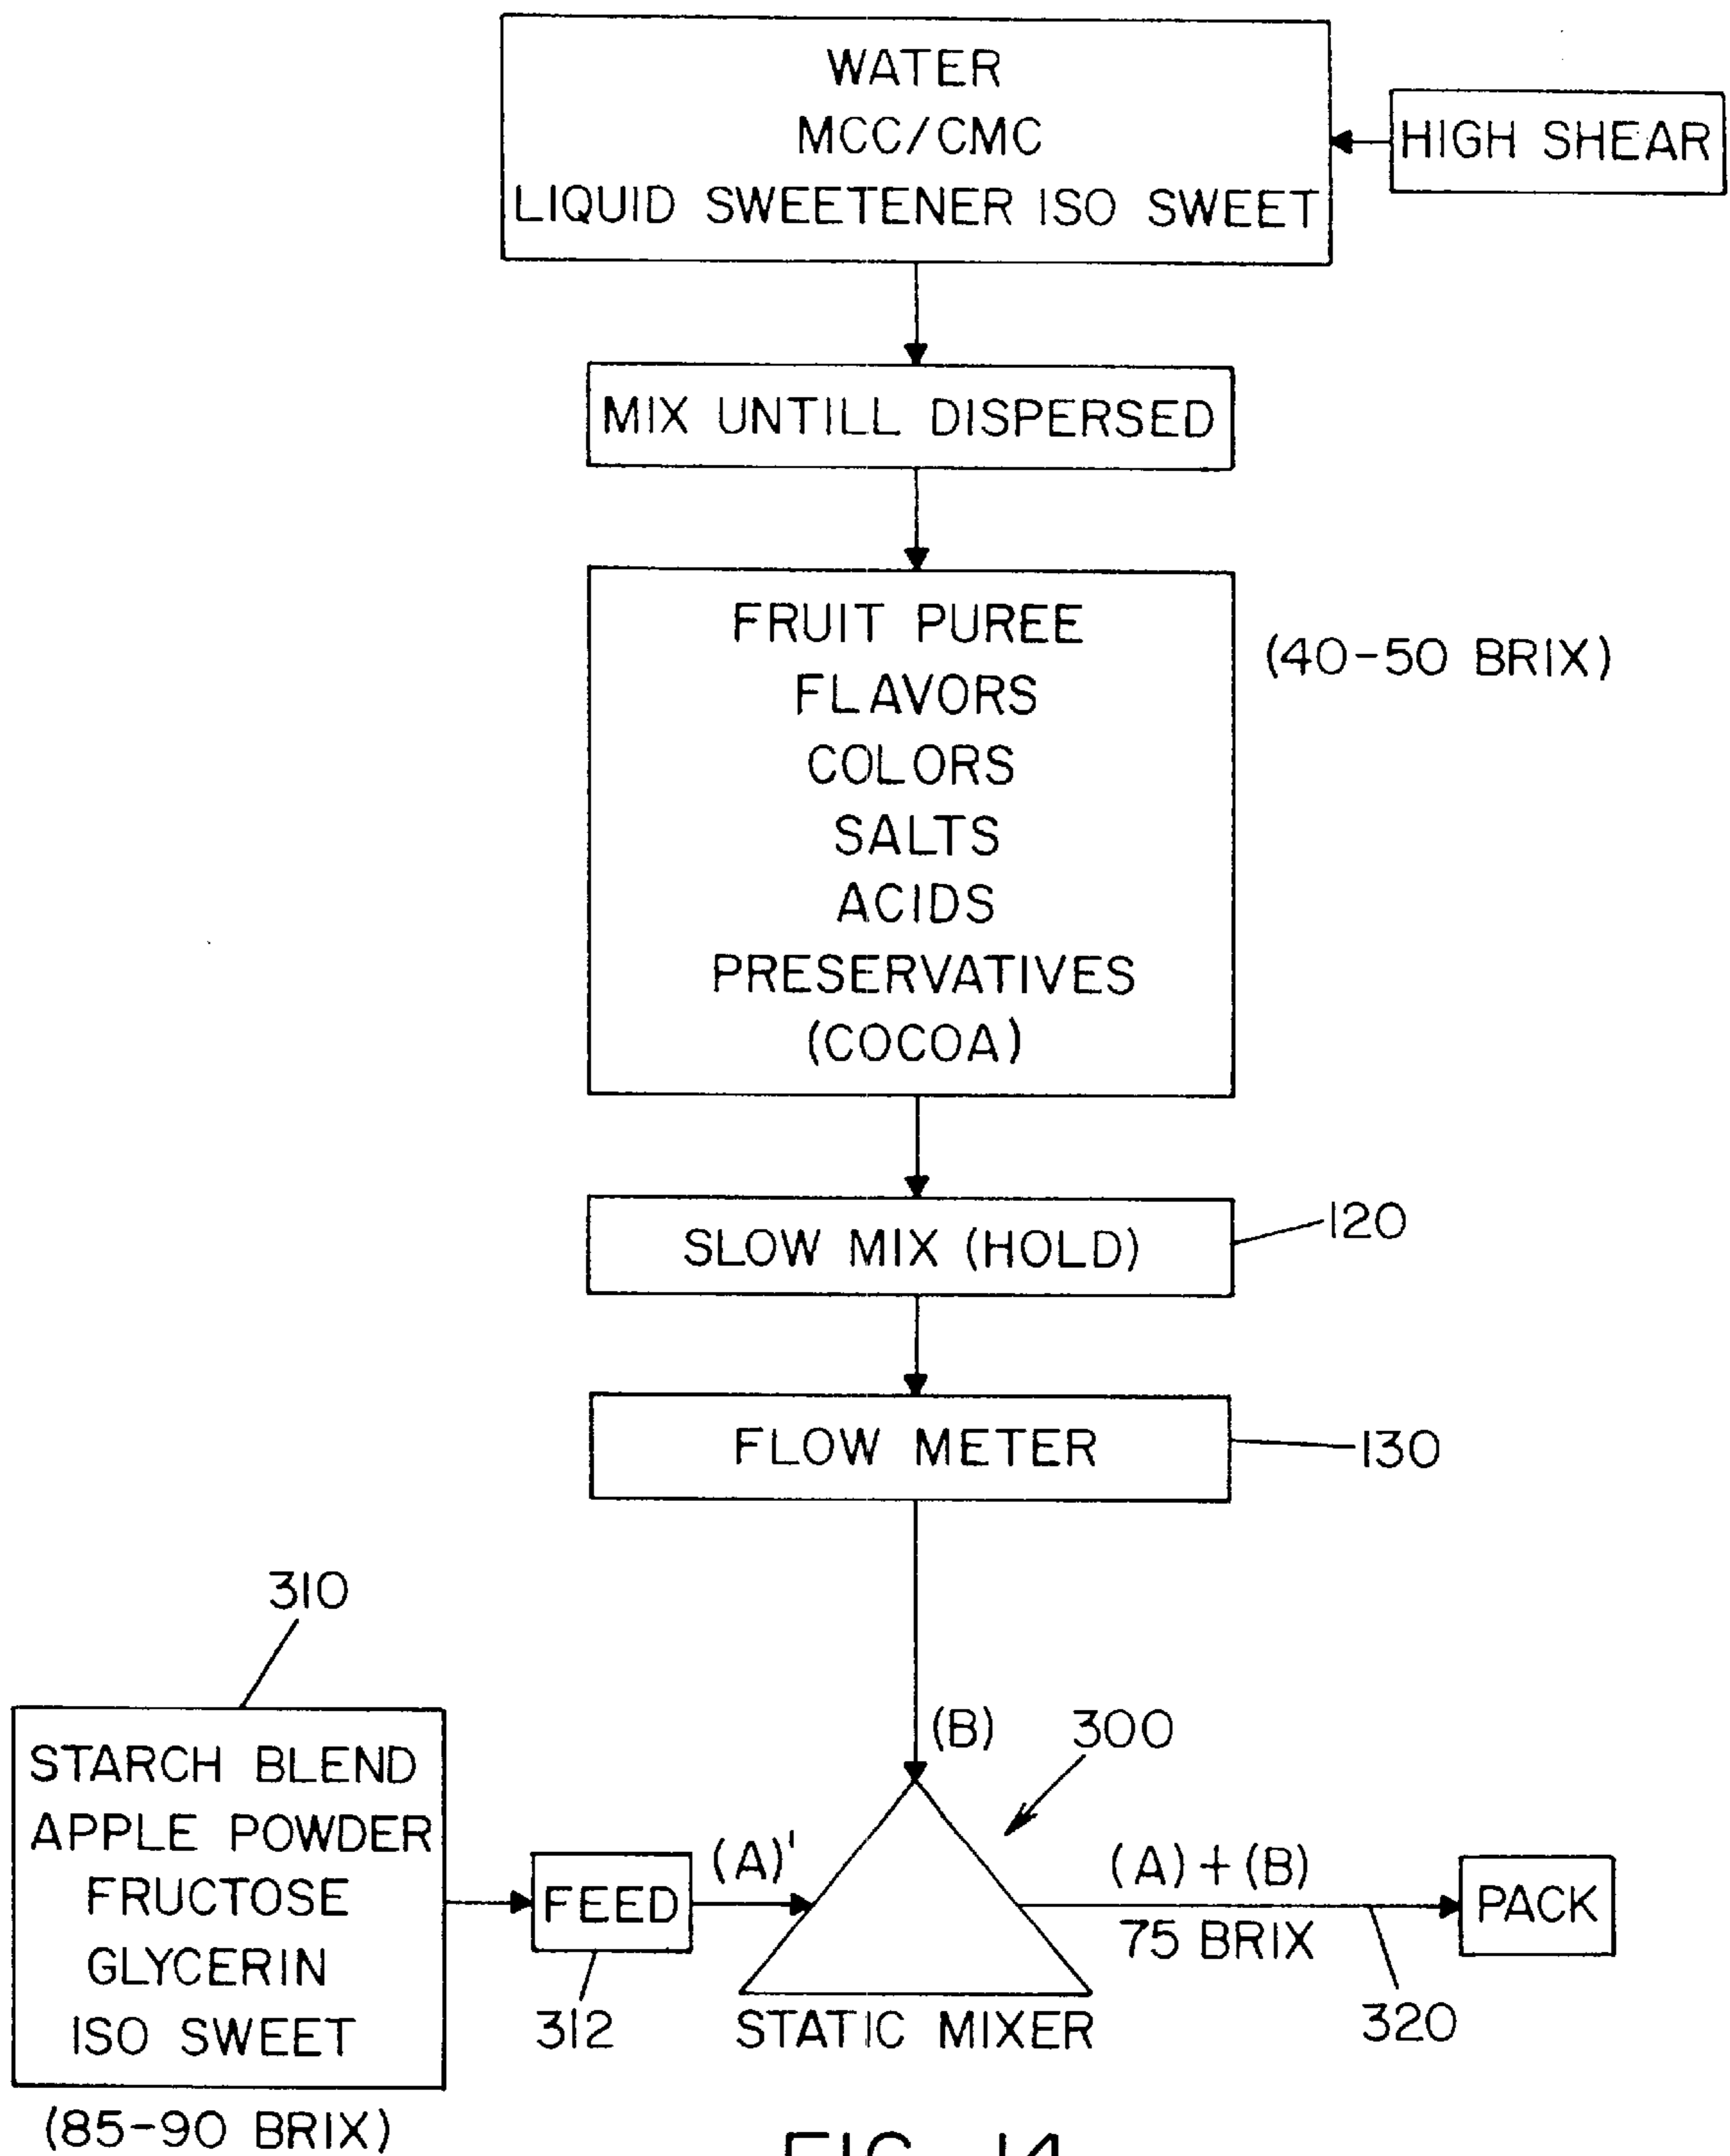 WATER
MCC/CMC
LIQUID SWEETENER ISO SWEET
HIGH SHEAR
MIX UNTILL DISPERSED
FRUIT PUREE
FLAVORS
COLORS
SALTS
ACIDS
PRESERVATIVES
(COCOA)
(40-50 BRIX)
SLOW MIX (HOLD)
120
FLOW METER
130
310
STARCH BLEND
APPLE POWDER
FRUCTOSE
GLYCERIN
ISO SWEET
(85-90 BRIX)
FEED
312
(A)'
(B)
300
STATIC MIXER
(A)+(B)
75 BRIX
320
PACK
FIG. 14